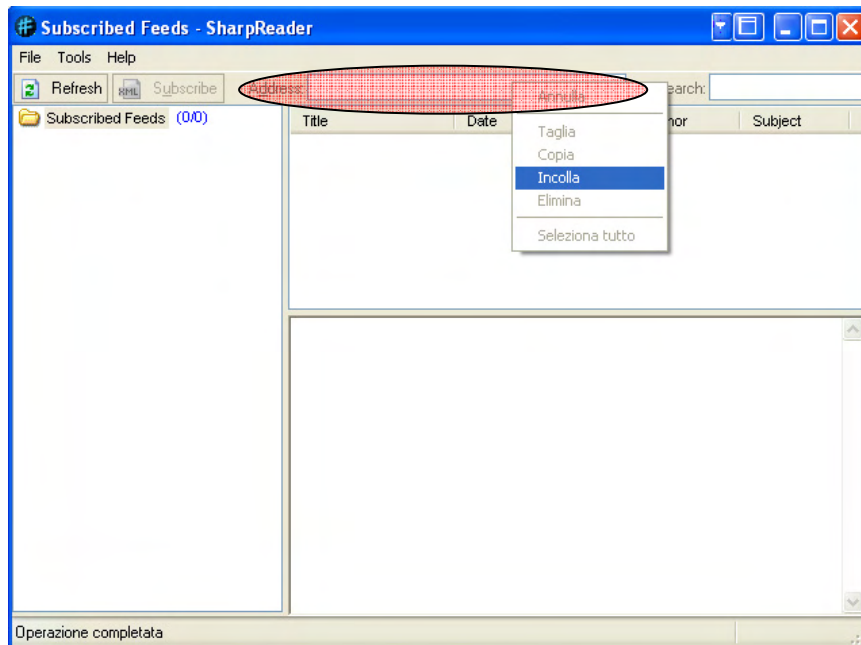 Subscribed Feeds - SharpReader
File Tools Help
Refresh XML Subscribe Address: Search:
Subscribed Feeds (0/0)
Title Date Subject
Annulla
Taglia
Copia
Incolla
Elimina
Seleziona tutto
Operazione completata